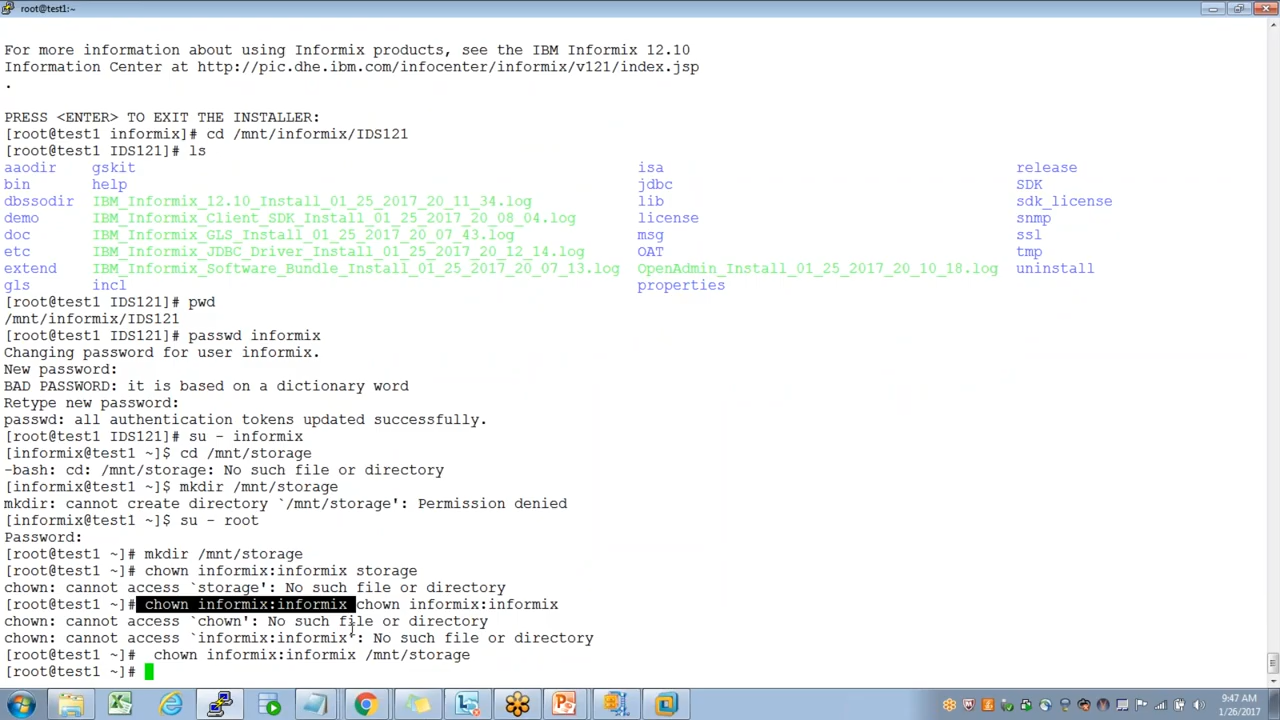 root@test1:~
For more information about using Informix products, see the IBM Informix 12.10
Information Center at http://pic.dhe.ibm.com/infocenter/informix/v121/index.jsp
.
PRESS <ENTER> TO EXIT THE INSTALLER:
[root@test1 informix]# cd /mnt/informix/IDS121
[root@test1 IDS121]# ls
aaodir gskit isa release
bin help jdbc SDK
dbssodir IBM_Informix_12.10_Install_01_25_2017_20_11_34.log lib sdk_license
demo IBM_Informix_Client_SDK_Install_01_25_2017_20_08_04.log license snmp
doc IBM_Informix_GLS_Install_01_25_2017_20_07_43.log msg ssl
etc IBM_Informix_JDBC_Driver_Install_01_25_2017_20_12_14.log OAT tmp
extend IBM_Informix_Software_Bundle_Install_01_25_2017_20_07_13.log OpenAdmin_Install_01_25_2017_20_10_18.log uninstall
gls incl properties
[root@test1 IDS121]# pwd
/mnt/informix/IDS121
[root@test1 IDS121]# passwd informix
Changing password for user informix.
New password:
BAD PASSWORD: it is based on a dictionary word
Retype new password:
passwd: all authentication tokens updated successfully.
[root@test1 IDS121]# su - informix
[informix@test1 ~]$ cd /mnt/storage
-bash: cd: /mnt/storage: No such file or directory
[informix@test1 ~]$ mkdir /mnt/storage
mkdir: cannot create directory `/mnt/storage': Permission denied
[informix@test1 ~]$ su - root
Password:
[root@test1 ~]# mkdir /mnt/storage
[root@test1 ~]# chown informix:informix storage
chown: cannot access `storage': No such file or directory
[root@test1 ~]# chown informix:informix chown informix:informix
chown: cannot access `chown': No such file or directory
chown: cannot access `informix:informix': No such file or directory
[root@test1 ~]#  chown informix:informix /mnt/storage
[root@test1 ~]#
9:47 AM
1/26/2017